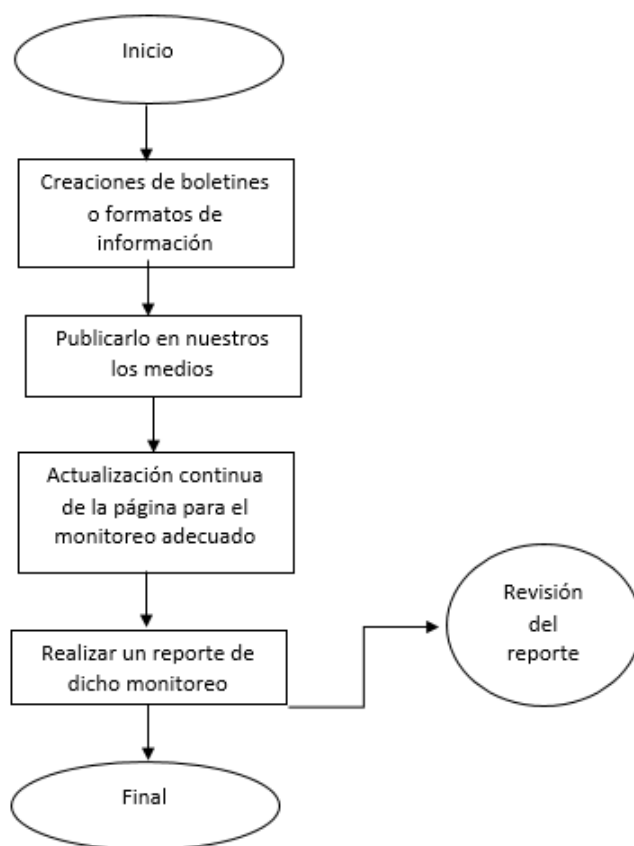 Inicio
Creaciones de boletines
o formatos de
información
Publicarlo en nuestros
los medios
Actualización continua
de la página para el
monitoreo adecuado
Realizar un reporte de
dicho monitoreo
Revisión
del
reporte
Final